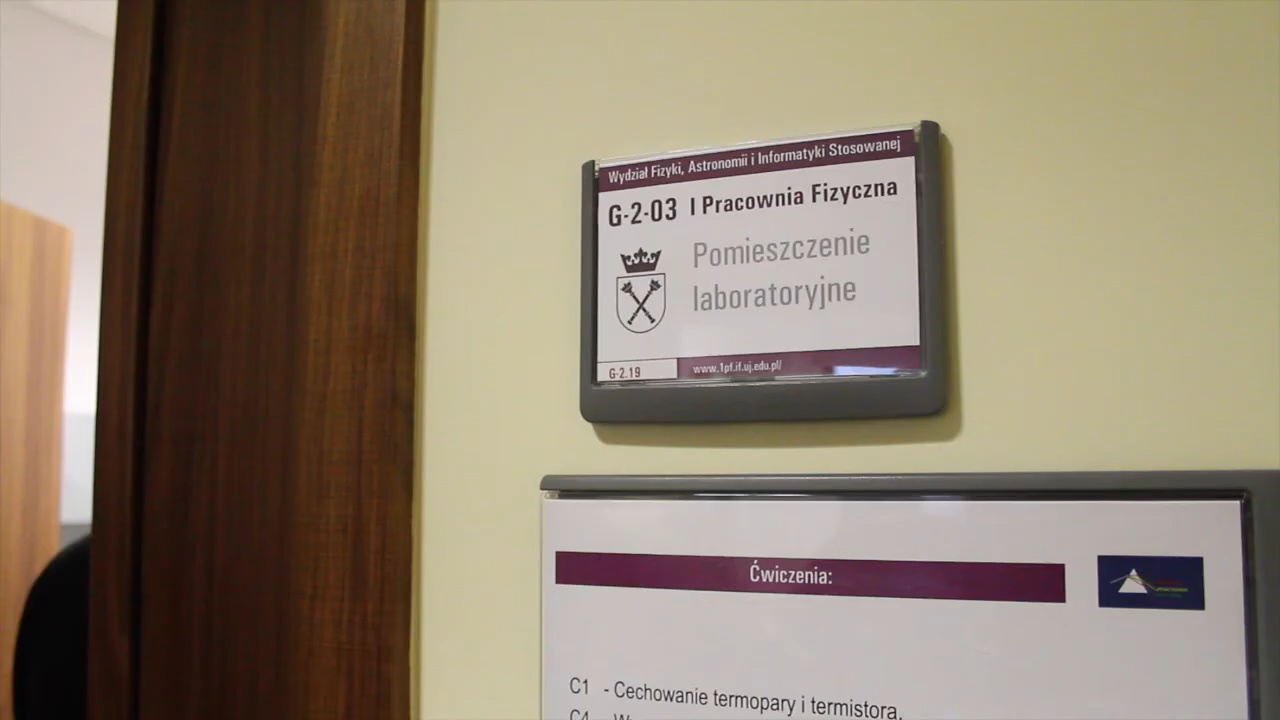 Wydział Fizyki, Astronomii i Informatyki Stosowanej
G-2-03 I Pracownia Fizyczna
Pomieszczenie
laboratoryjne
G-2.19
www.1pf.if.uj.edu.pl/
Ćwiczenia:
C1 - Cechowanie termopary i termistora.
C4 -